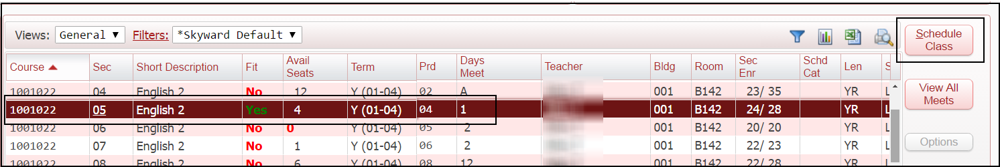 Views: General ▼ Filters: *Skyward Default ▼
Schedule Class
Course Sec Short Description Fit Avail Seats Term Prd Days Meet Teacher Bldg Room Sec Enr Schd Cat Len S
1001022 04 English 2 No 12 Y (01-04) 02 A 001 B142 23/ 35 YR L
1001022 05 English 2 Yes 4 Y (01-04) 04 1 001 B142 24/ 28 YR L
View All Meets
1001022 06 English 2 No 0 Y (01-04) 05 2 001 B142 20/ 20 YR L
1001022 07 English 2 No 1 Y (01-04) 06 2 001 B142 22/ 23 YR L
Options
1001022 08 English 2 No 6 Y (01-04) 08 12 001 B142 22/ 28 YR L